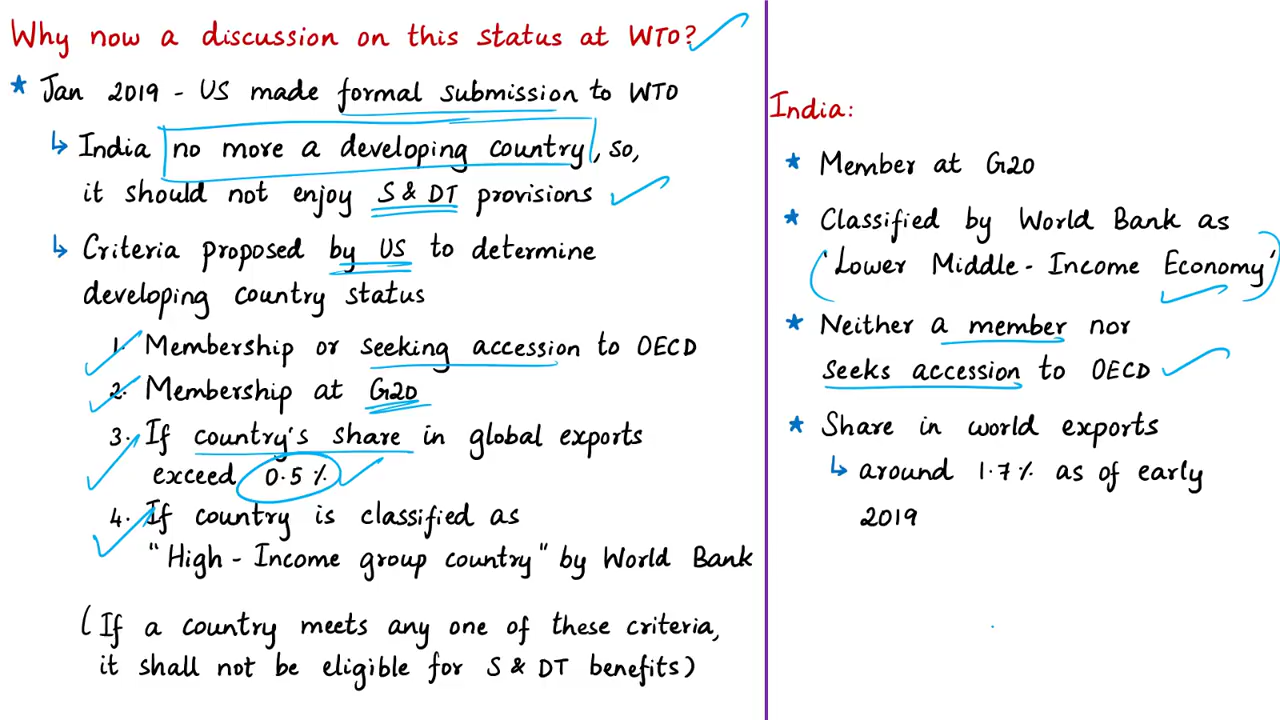 Why now a discussion on this status at WTO?
* Jan 2019 - US made formal submission to WTO
↳ India no more a developing country, so,
it should not enjoy S & DT provisions
↳ Criteria proposed by US to determine
developing country status
1. Membership or seeking accession to OECD
2. Membership at G20
3. If country's share in global exports
exceed 0.5%
4. If country is classified as
"High - Income group country" by World Bank
(If a country meets any one of these criteria,
it shall not be eligible for S & DT benefits)
India:
* Member at G20
* Classified by World Bank as
'Lower Middle - Income Economy'
* Neither a member nor
seeks accession to OECD
* Share in world exports
↳ around 1.7% as of early
2019